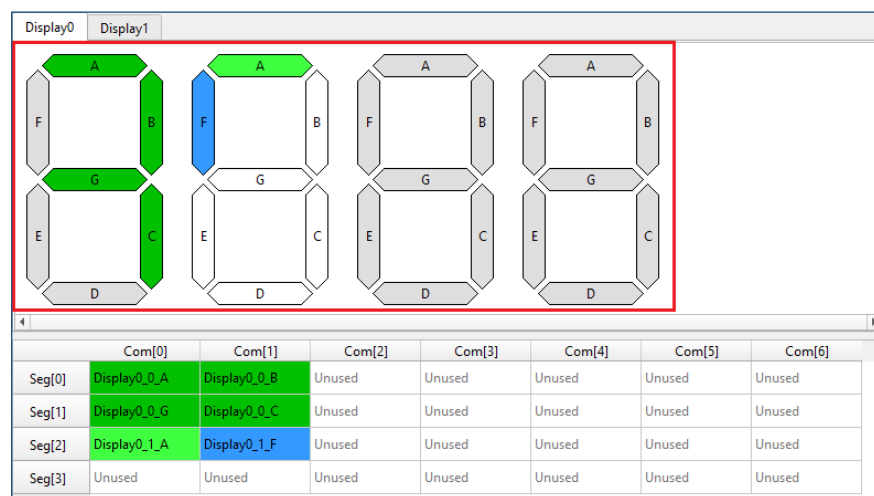 Display0 Display1
A A A A
F B F B F B F B
G G G G
E C E C E C E C
D D D D
Com[0] Com[1] Com[2] Com[3] Com[4] Com[5] Com[6]
Seg[0] Display0_0_A Display0_0_B Unused Unused Unused Unused Unused
Seg[1] Display0_0_G Display0_0_C Unused Unused Unused Unused Unused
Seg[2] Display0_1_A Display0_1_F Unused Unused Unused Unused Unused
Seg[3] Unused Unused Unused Unused Unused Unused Unused